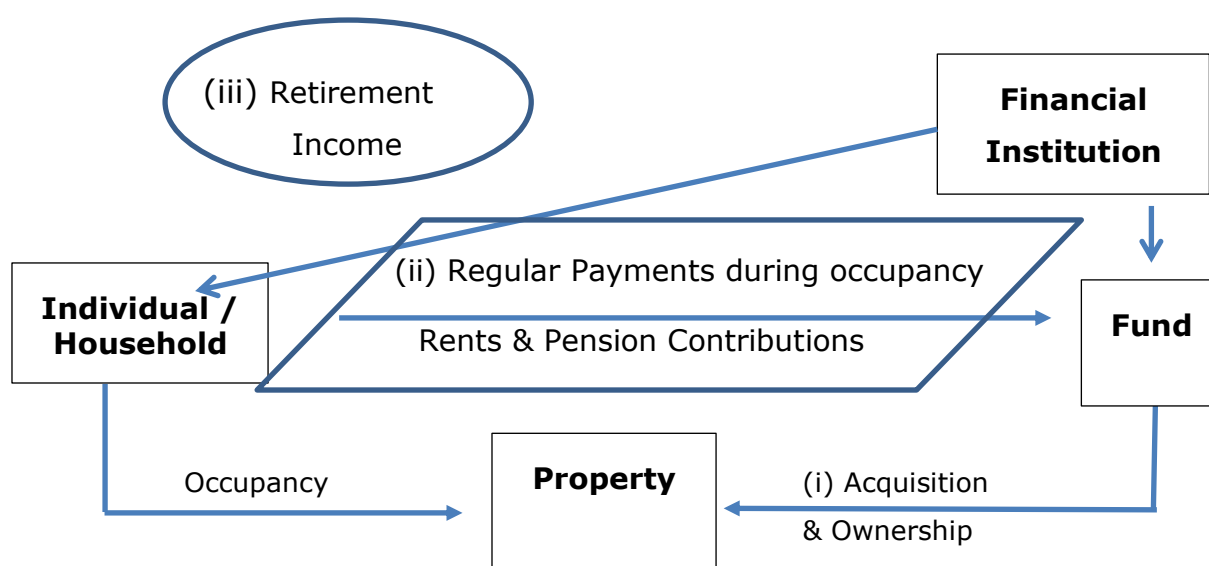 (iii) Retirement
Income
Financial
Institution
(ii) Regular Payments during occupancy
Rents & Pension Contributions
Individual /
Household
Fund
Occupancy
Property
(i) Acquisition
& Ownership